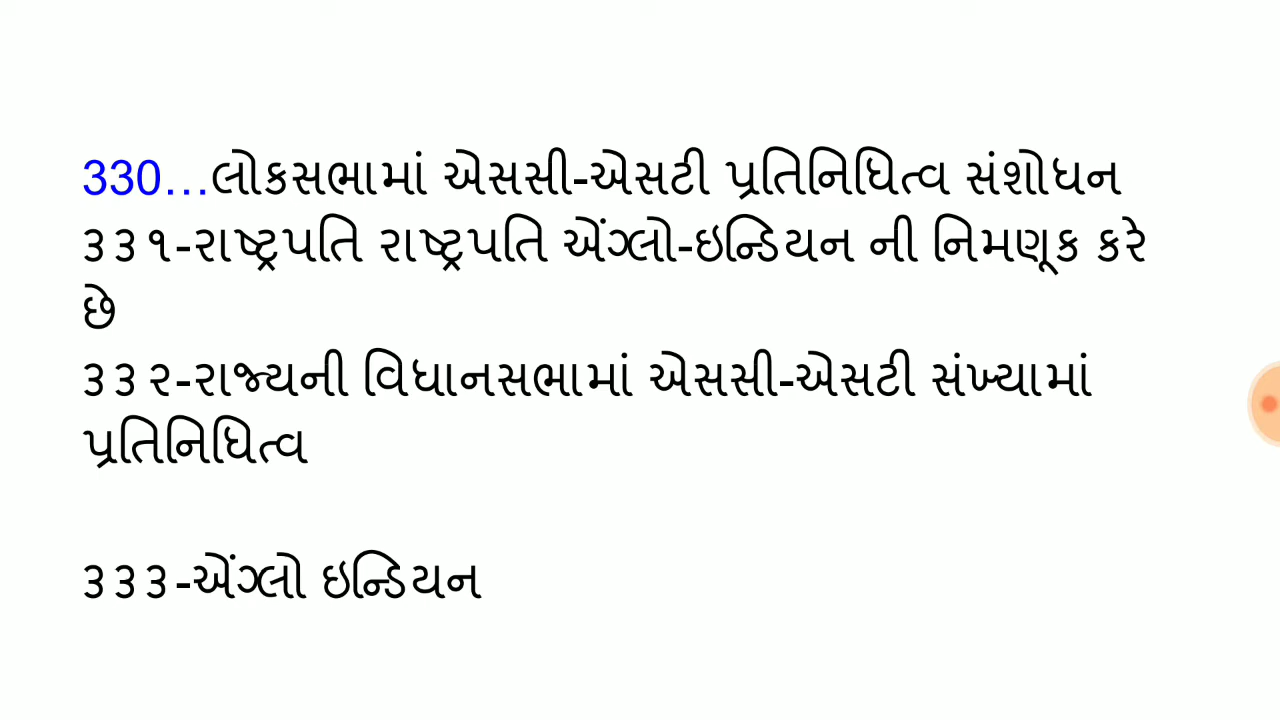 330...લોકસભામાં એસસી-એસટી પ્રતિનિધિત્વ સંશોધન
૩૩૧-રાષ્ટ્રપતિ રાષ્ટ્રપતિ એંગ્લો-ઇન્ડિયન ની નિમણૂક કરે
છે
૩૩૨-રાજ્યની વિધાનસભામાં એસસી-એસટી સંખ્યામાં
પ્રતિનિધિત્વ
૩૩૩-એંગ્લો ઇન્ડિયન